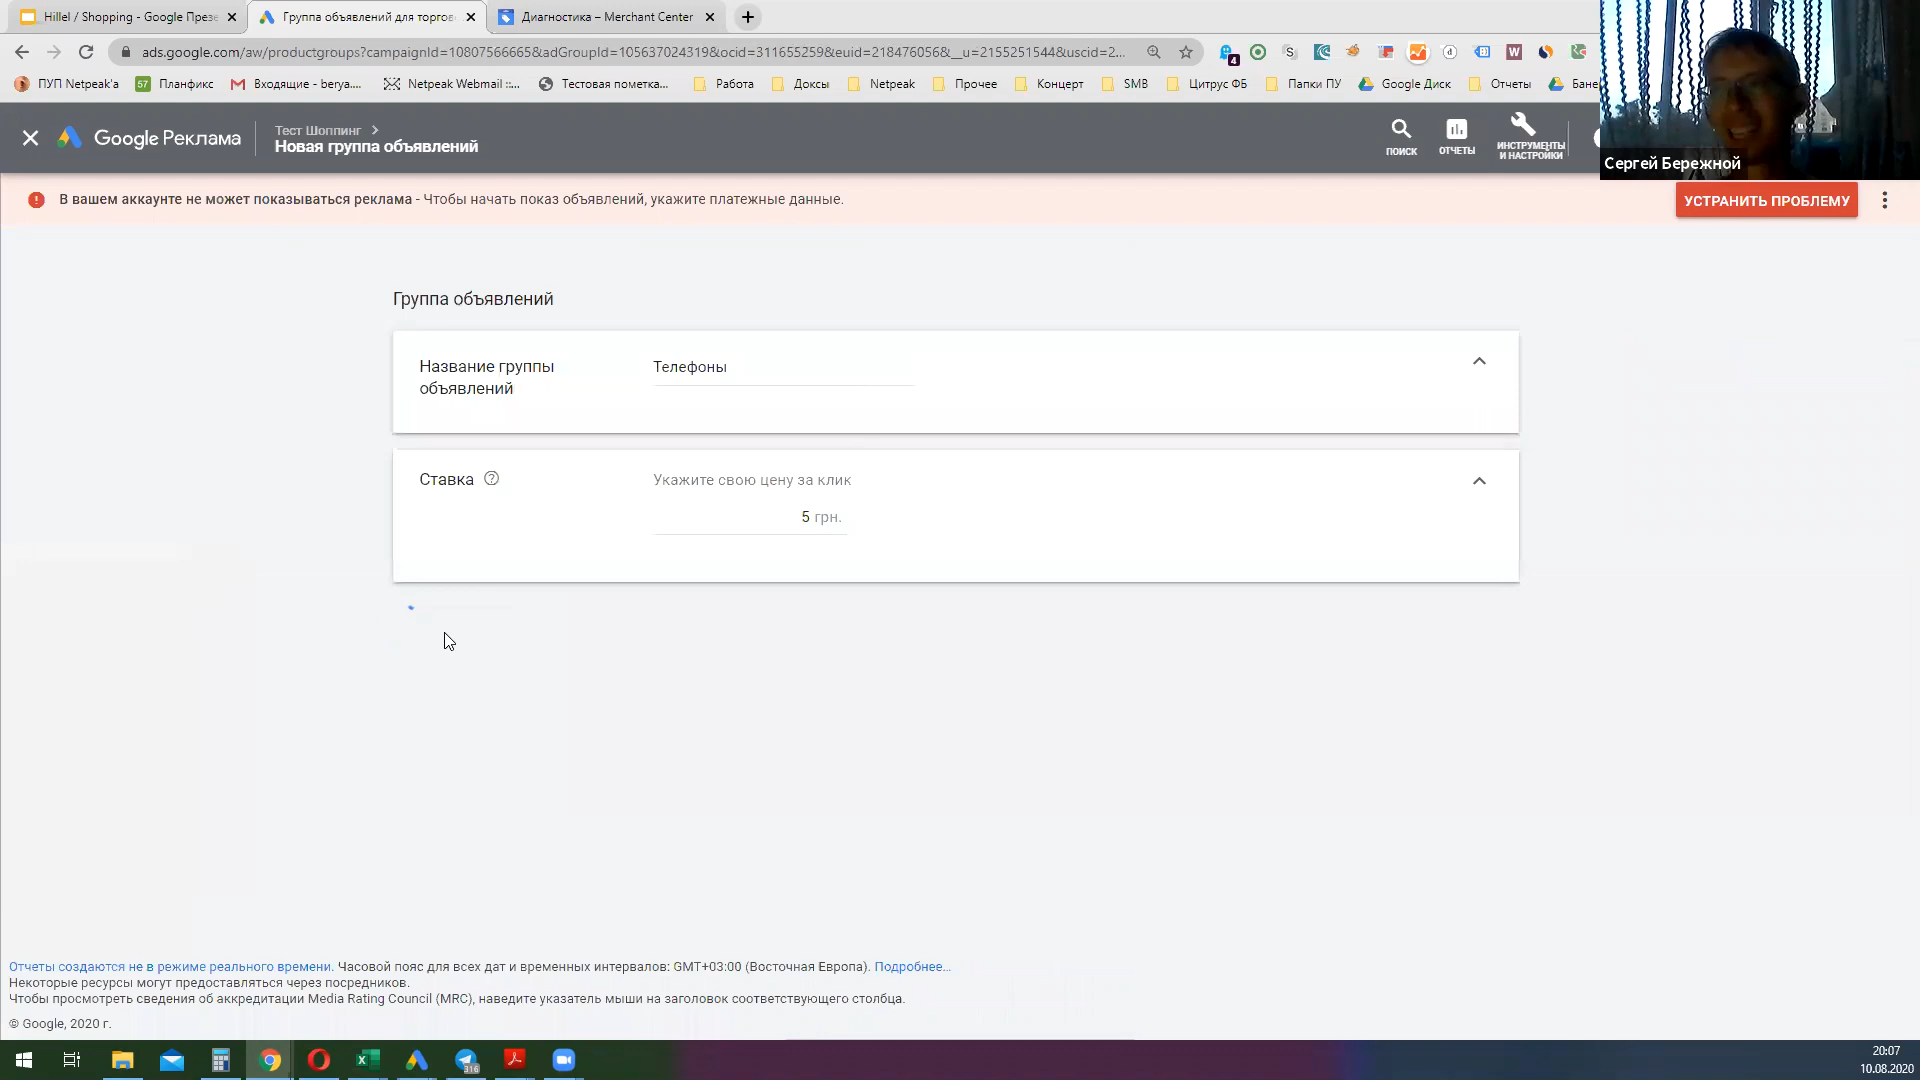 Hillel / Shopping - Google Презе
Группа объявлений для торгово
Диагностика – Merchant Center
ads.google.com/aw/productgroups?campaignId=10807566665&adGroupId=105637024319&ocid=311655259&euid=218476056&__u=2155251544&uscid=2...
4
ПУП Netpeak'a
57
Планфикс
Входящие - berya....
Netpeak Webmail ::...
Тестовая пометка...
Работа
Доксы
Netpeak
Прочее
Концерт
SMB
Цитрус ФБ
Папки ПУ
Google Диск
Отчеты
Бане
Google Реклама
Тест Шоппинг
Новая группа объявлений
ПОИСК
ОТЧЕТЫ
ИНСТРУМЕНТЫ
И НАСТРОЙКИ
Сергей Бережной
В вашем аккаунте не может показываться реклама - Чтобы начать показ объявлений, укажите платежные данные.
УСТРАНИТЬ ПРОБЛЕМУ
Группа объявлений
Название группы
объявлений
Телефоны
Ставка
Укажите свою цену за клик
5 грн.
Отчеты создаются не в режиме реального времени. Часовой пояс для всех дат и временных интервалов: GMT+03:00 (Восточная Европа). Подробнее...
Некоторые ресурсы могут предоставляться через посредников.
Чтобы просмотреть сведения об аккредитации Media Rating Council (MRC), наведите указатель мыши на заголовок соответствующего столбца.
© Google, 2020 г.
316
20:07
10.08.2020